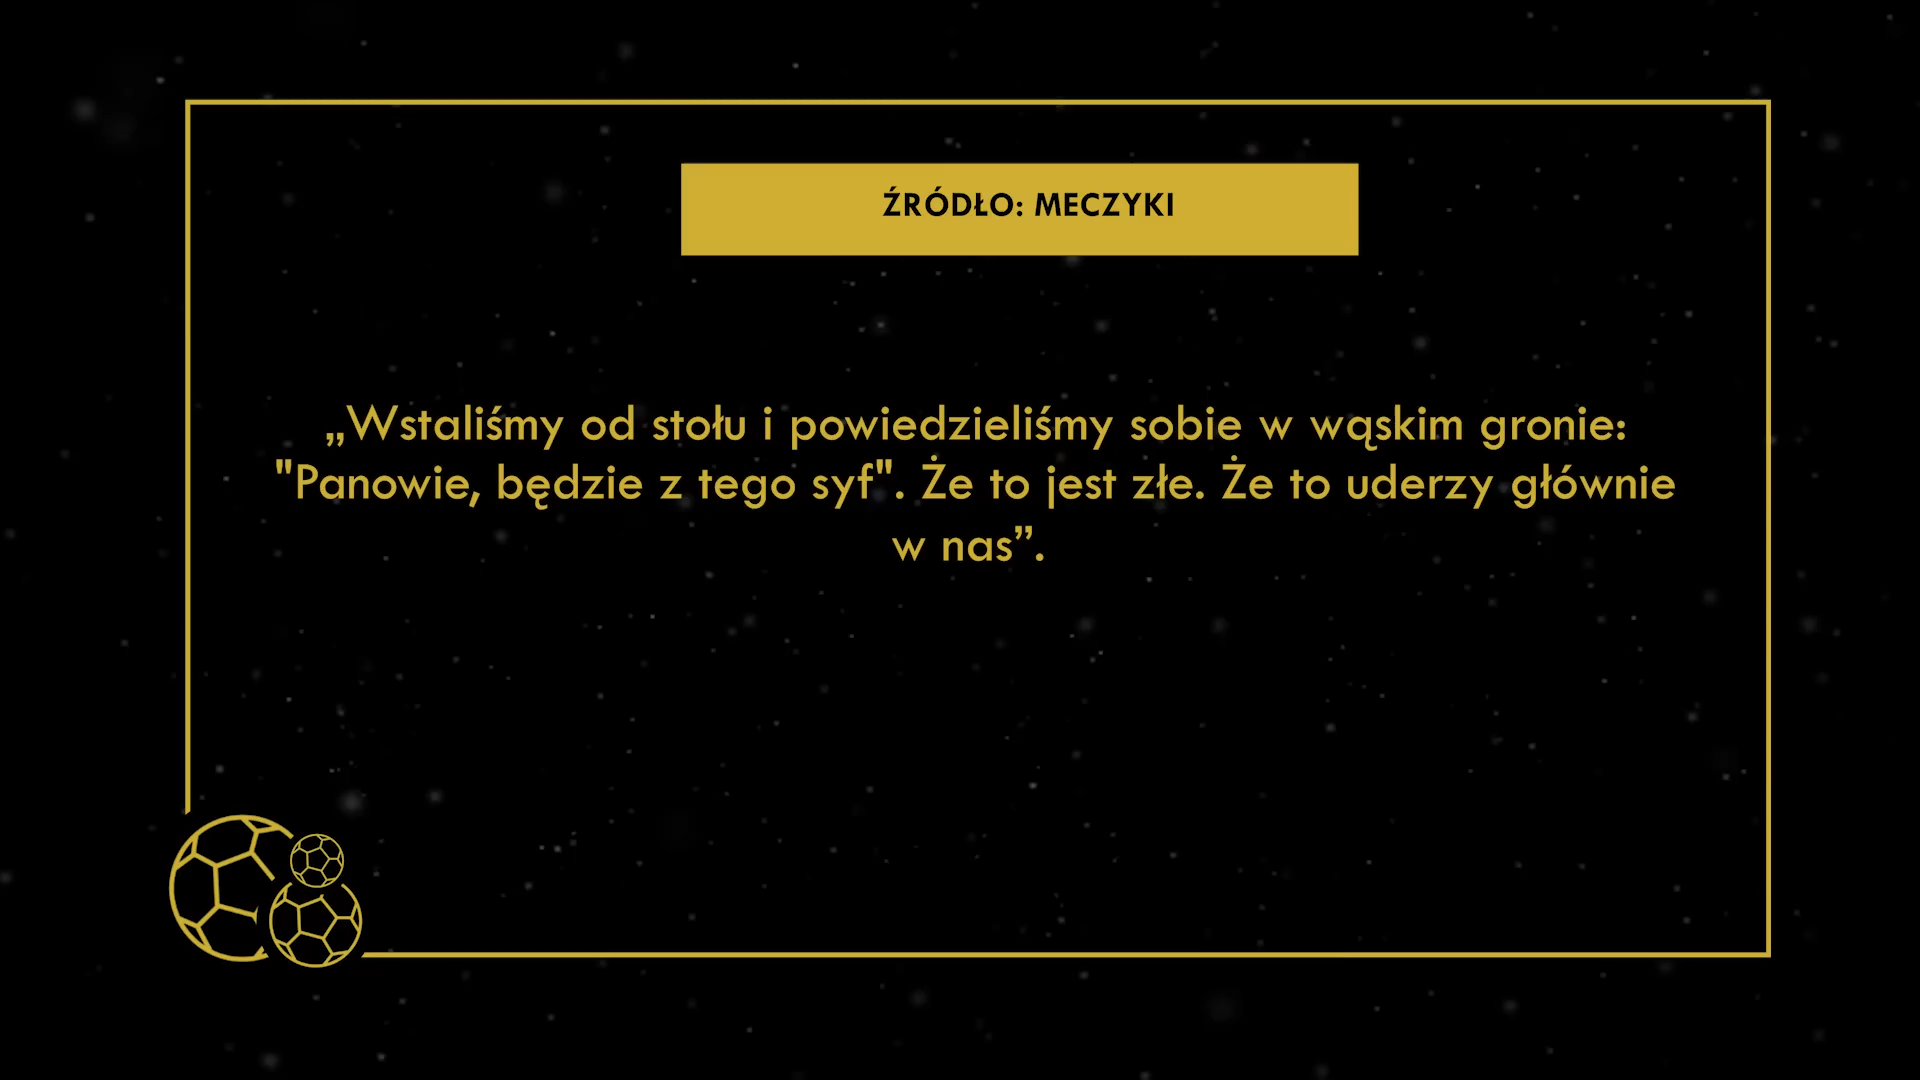 ŹRÓDŁO: MECZYKI
„Wstaliśmy od stołu i powiedzieliśmy sobie w wąskim gronie:
"Panowie, będzie z tego syf". Że to jest złe. Że to uderzy głównie
w nas”.